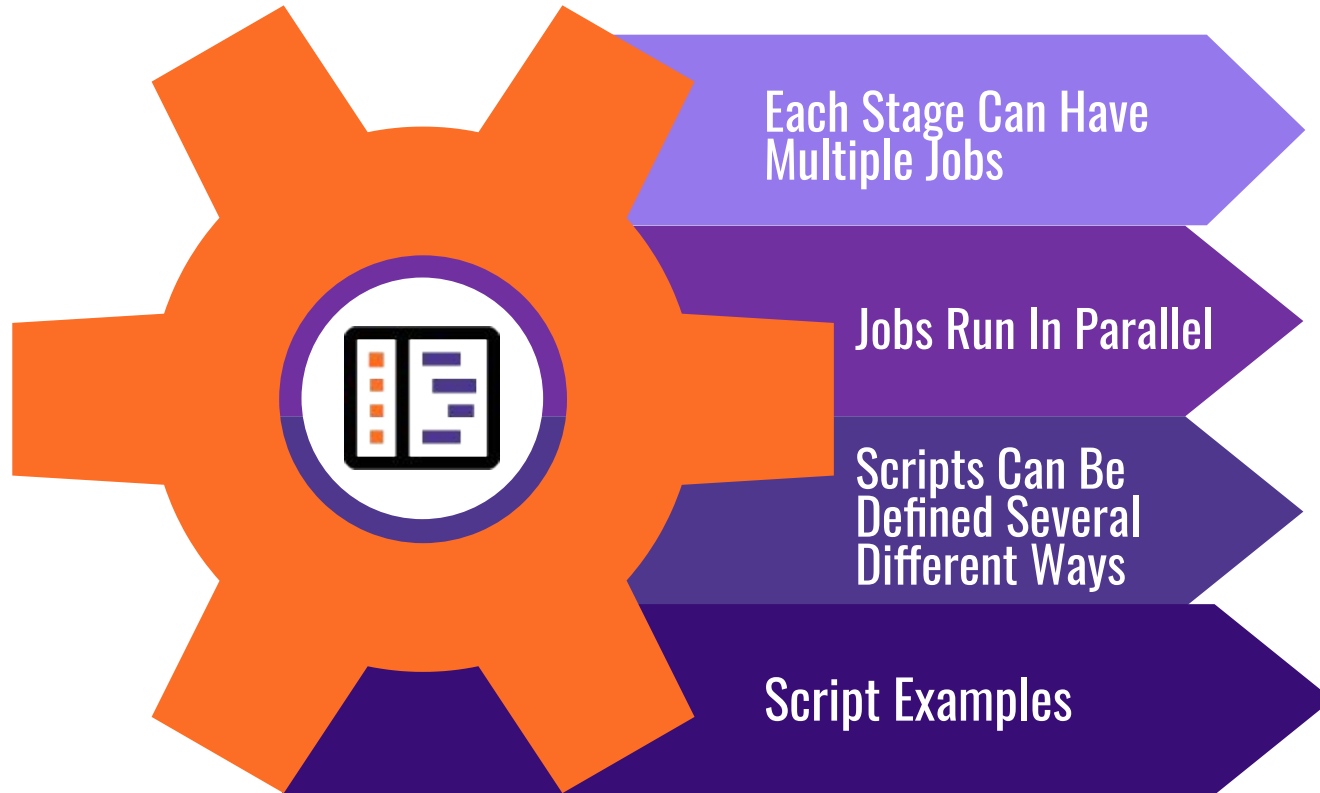 Each Stage Can Have
Multiple Jobs
Jobs Run In Parallel
Scripts Can Be
Defined Several
Different Ways
Script Examples